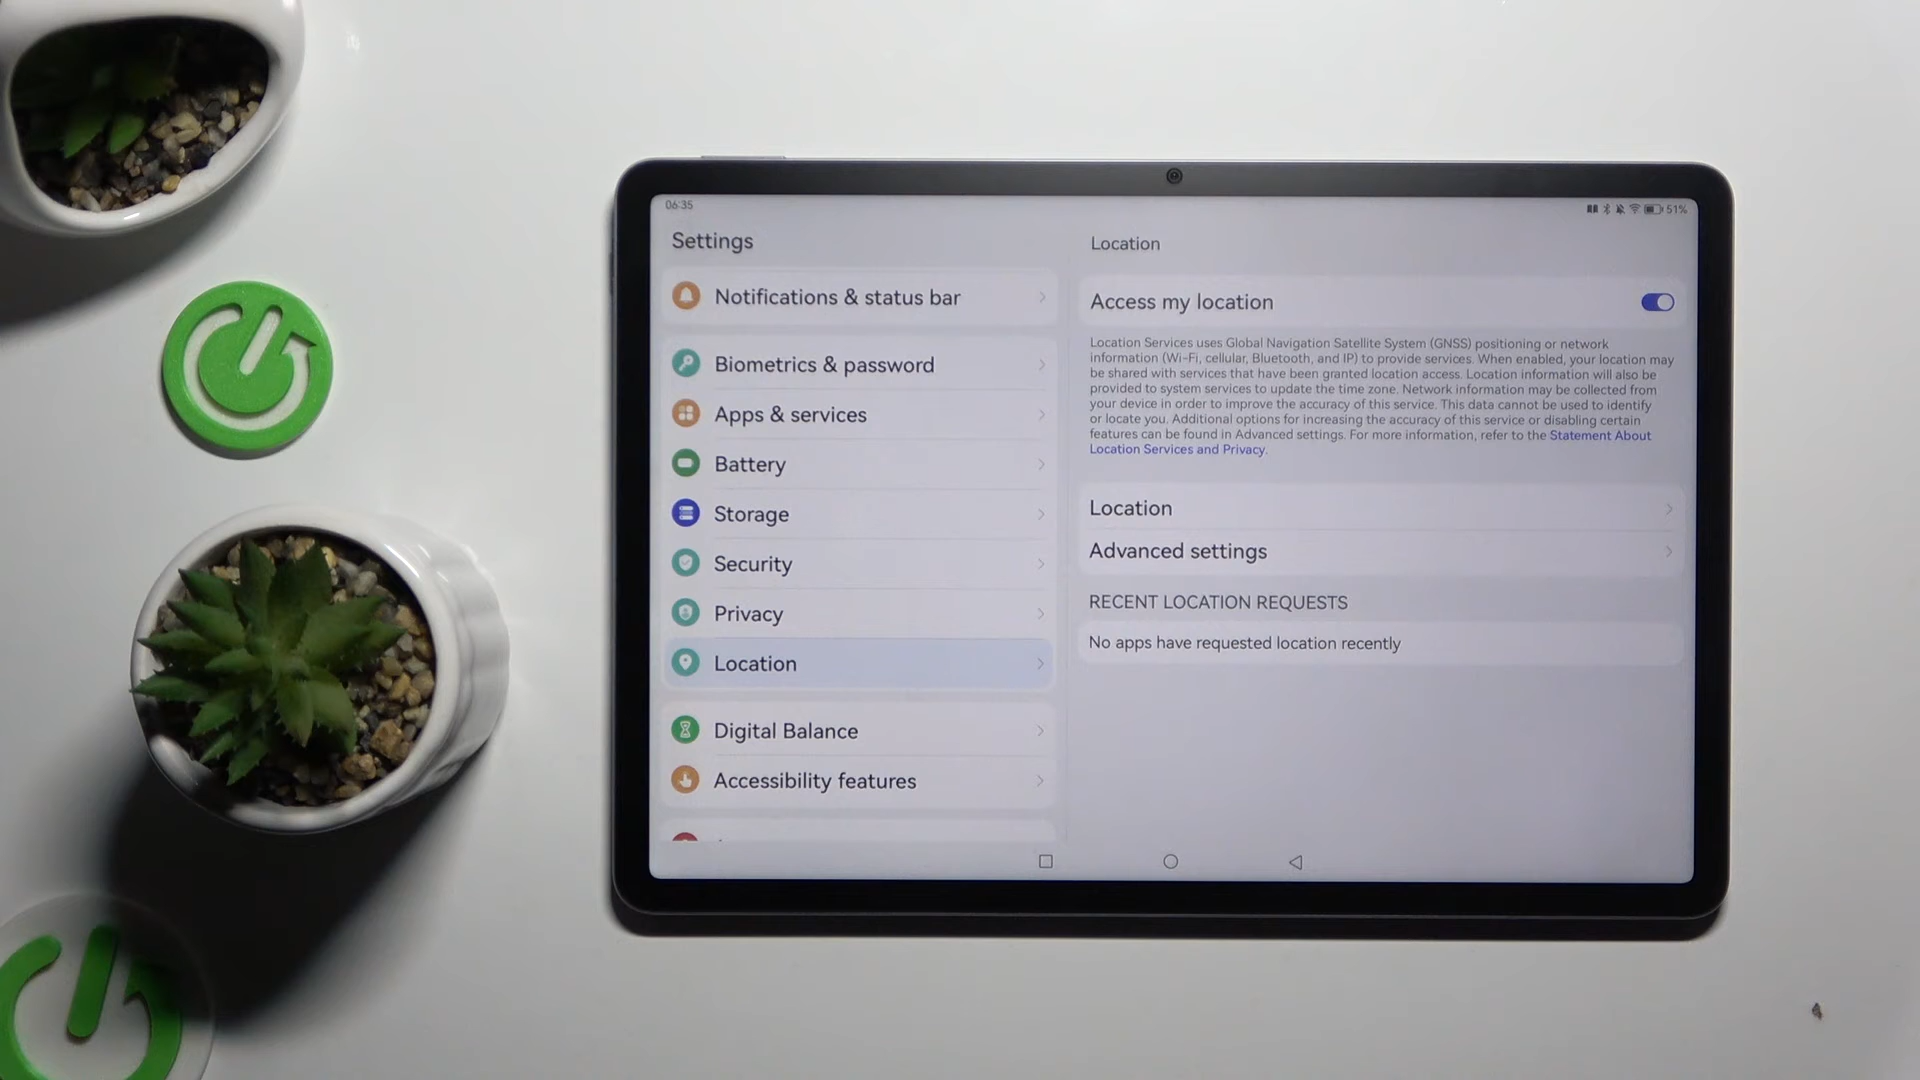 06:35
51%
Settings
Notifications & status bar
Biometrics & password
Apps & services
Battery
Storage
Security
Privacy
Location
Digital Balance
Accessibility features
Location
Access my location
Location Services uses Global Navigation Satellite System (GNSS) positioning or network
information (Wi-Fi, cellular, Bluetooth, and IP) to provide services. When enabled, your location may
be shared with services that have been granted location access. Location information will also be
provided to system services to update the time zone. Network information may be collected from
your device in order to improve the accuracy of this service. This data cannot be used to identify
or locate you. Additional options for increasing the accuracy of this service or disabling certain
features can be found in Advanced settings. For more information, refer to the Statement About
Location Services and Privacy.
Location
Advanced settings
RECENT LOCATION REQUESTS
No apps have requested location recently